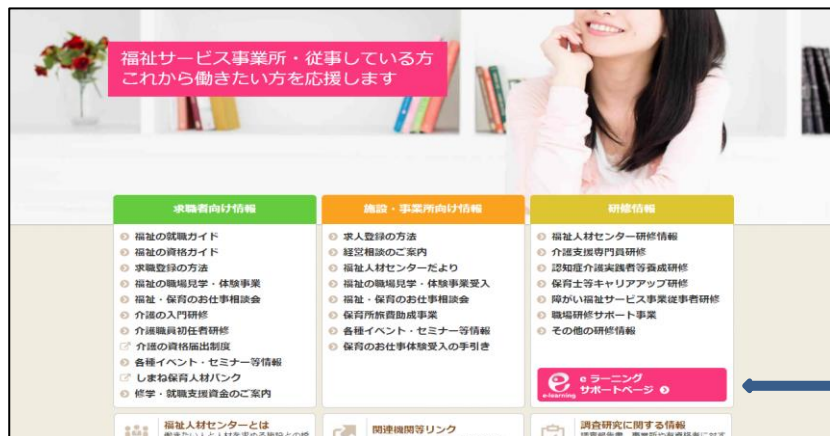 福祉サービス事業所・従事している方
これから働きたい方を応援します
求職者向け情報
福祉の就職ガイド
福祉の資格ガイド
求職登録の方法
福祉の職場見学・体験事業
福祉・保育のお仕事相談会
介護の入門研修
介護職員初任者研修
介護の資格届出制度
各種イベント・セミナー等情報
しまね保育人材バンク
修学・就職支援資金のご案内
施設・事業所向け情報
求人登録の方法
経営相談のご案内
福祉人材センターだより
福祉の職場見学・体験事業受入
福祉・保育のお仕事相談会
保育所旅費助成事業
各種イベント・セミナー等情報
保育のお仕事体験受入の手引き
研修情報
福祉人材センター研修情報
介護支援専門員研修
認知症介護実践者等養成研修
保育士等キャリアアップ研修
障がい福祉サービス事業従事者研修
職場研修サポート事業
その他の研修情報
e-learning
e ラーニング
サポートページ
福祉人材センターとは
関連機関等リンク
調査研究に関する情報